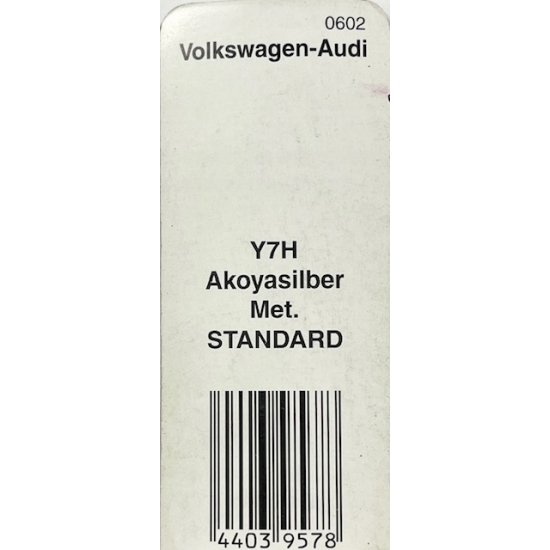 0602
Volkswagen-Audi
Y7H
Akoyasilber
Met.
STANDARD
4403 9578